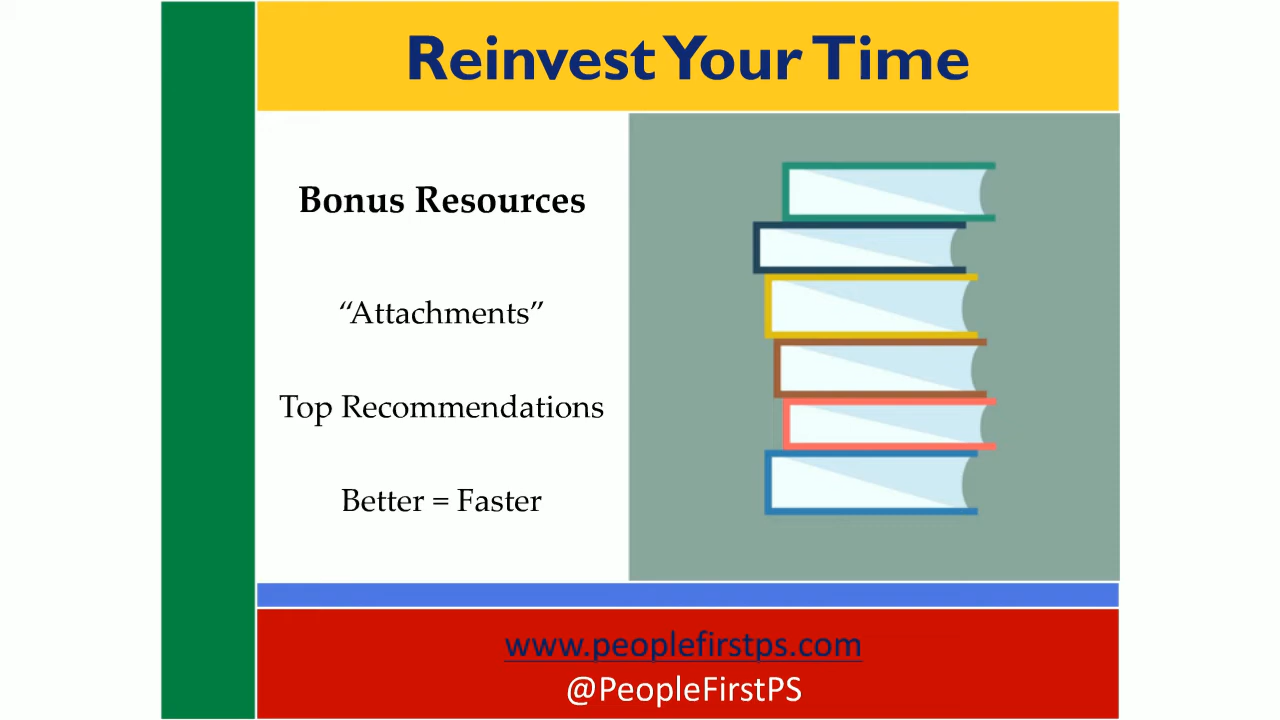 Reinvest Your Time
Bonus Resources
“Attachments”
Top Recommendations
Better = Faster
www.peoplefirstps.com
@PeopleFirstPS